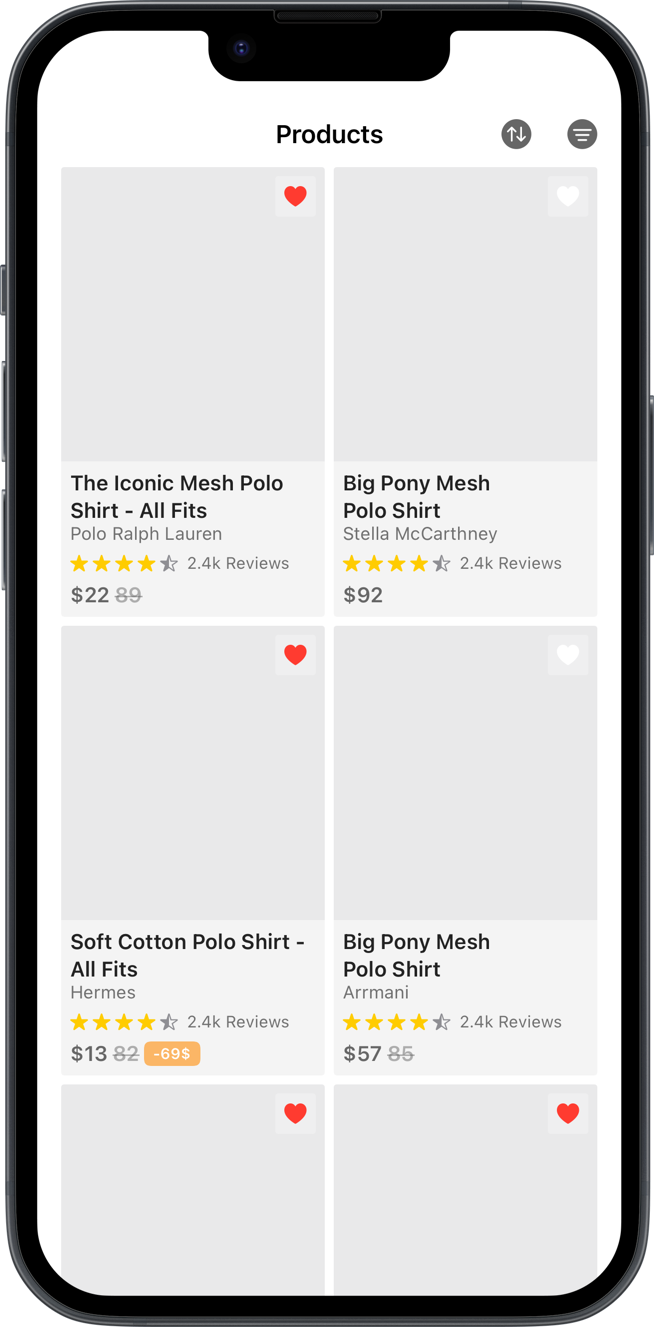 Products
The Iconic Mesh Polo
Shirt - All Fits
Polo Ralph Lauren
2.4k Reviews
$22 89
Big Pony Mesh
Polo Shirt
Stella McCarthney
2.4k Reviews
$92
Soft Cotton Polo Shirt -
All Fits
Hermes
2.4k Reviews
$13 82 -69$
Big Pony Mesh
Polo Shirt
Arrmani
2.4k Reviews
$57 85